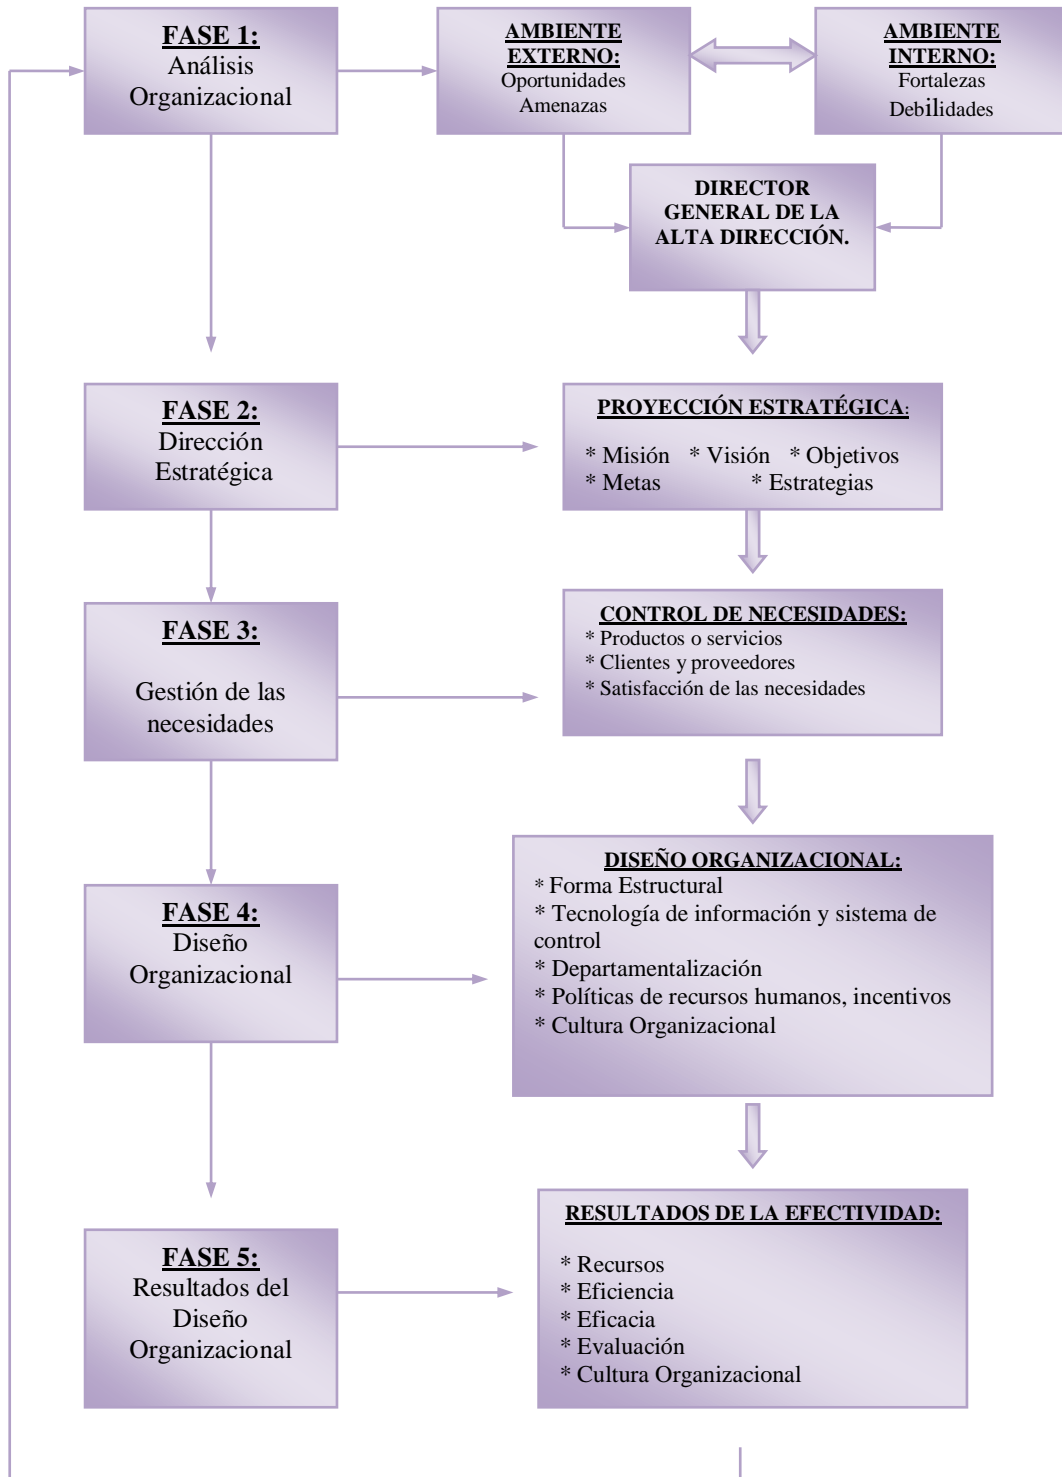 FASE 1:
Análisis
Organizacional
AMBIENTE
EXTERNO:
Oportunidades
Amenazas
AMBIENTE
INTERNO:
Fortalezas
Debilidades
DIRECTOR
GENERAL DE LA
ALTA DIRECCIÓN.
FASE 2:
Dirección
Estratégica
PROYECCIÓN ESTRATÉGICA:
* Misión * Visión * Objetivos
* Metas * Estrategias
FASE 3:
Gestión de las
necesidades
CONTROL DE NECESIDADES:
* Productos o servicios
* Clientes y proveedores
* Satisfacción de las necesidades
FASE 4:
Diseño
Organizacional
DISEÑO ORGANIZACIONAL:
* Forma Estructural
* Tecnología de información y sistema de
control
* Departamentalización
* Políticas de recursos humanos, incentivos
* Cultura Organizacional
FASE 5:
Resultados del
Diseño
Organizacional
RESULTADOS DE LA EFECTIVIDAD:
* Recursos
* Eficiencia
* Eficacia
* Evaluación
* Cultura Organizacional